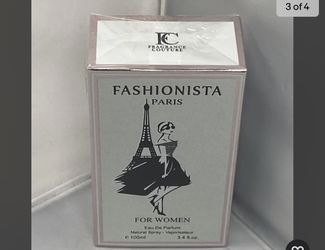 3 of 4
FC
FRAGRANCE
COUTURE
FASHIONISTA
PARIS
FOR WOMEN
Eau De Parfum
Natural Spray - Vaporisateur
℮ 100ml 3.4 fl.oz.